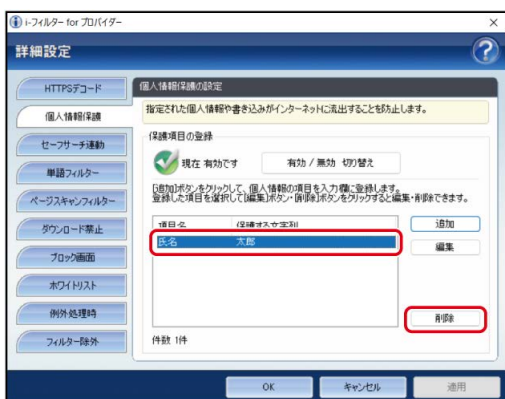 i-フィルター for プロバイダー
詳細設定
HTTPSデコード
個人情報保護
セーフサーチ連動
単語フィルター
ページスキャンフィルター
ダウンロード禁止
ブロック画面
ホワイトリスト
例外処理時
フィルター除外
個人情報保護の設定
指定された個人情報や書き込みがインターネットに流出することを防止します。
保護項目の登録
現在 有効です
有効 / 無効 切り替え
[追加]ボタンをクリックして、個人情報の項目を入力欄に登録します。
登録した項目を選択して[編集]ボタン・[削除]ボタンをクリックすると編集・削除できます。
項目名 保護する文字列
氏名 太郎
追加
編集
削除
件数 1件
OK キャンセル 適用